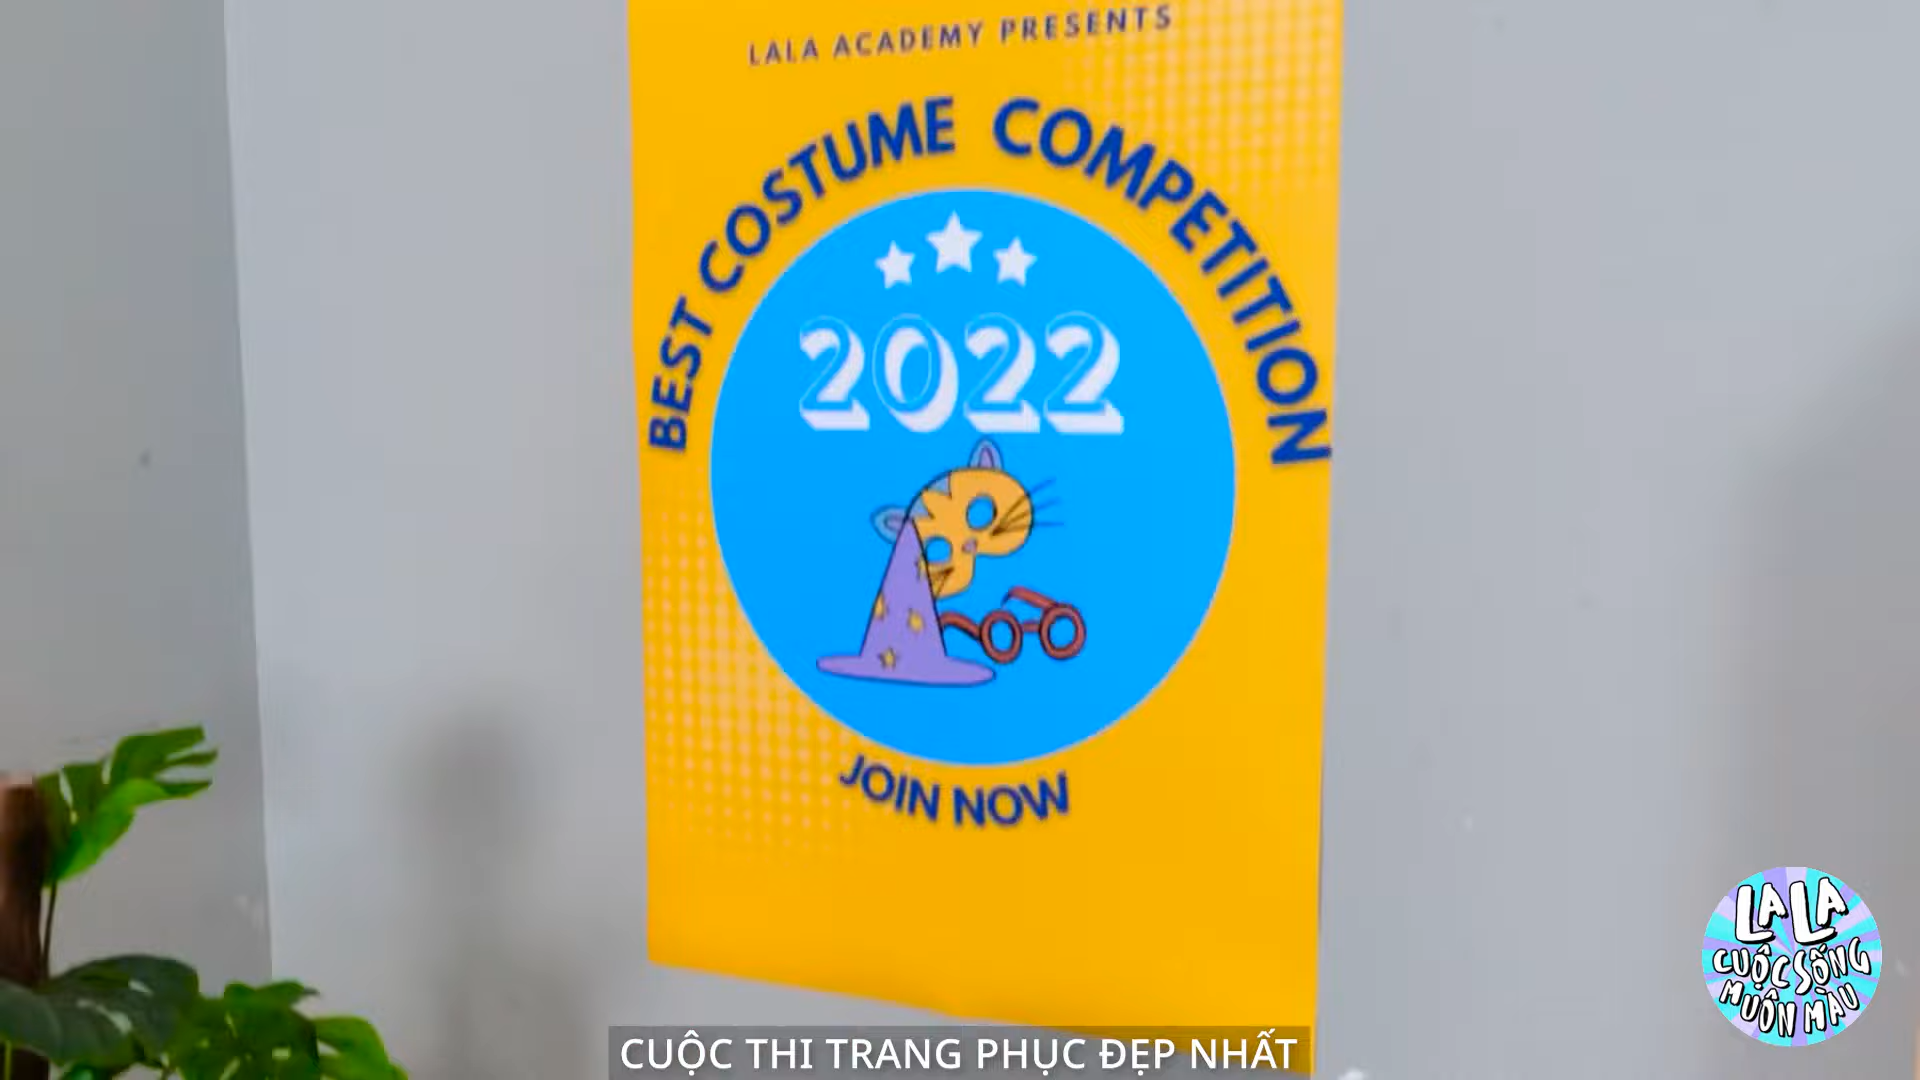 LALA ACADEMY PRESENTS
BEST COSTUME COMPETITION
2022
JOIN NOW
CUỘC THI TRANG PHỤC ĐẸP NHẤT
LA LA
CUỘC SỐNG
MUÔN MÀU